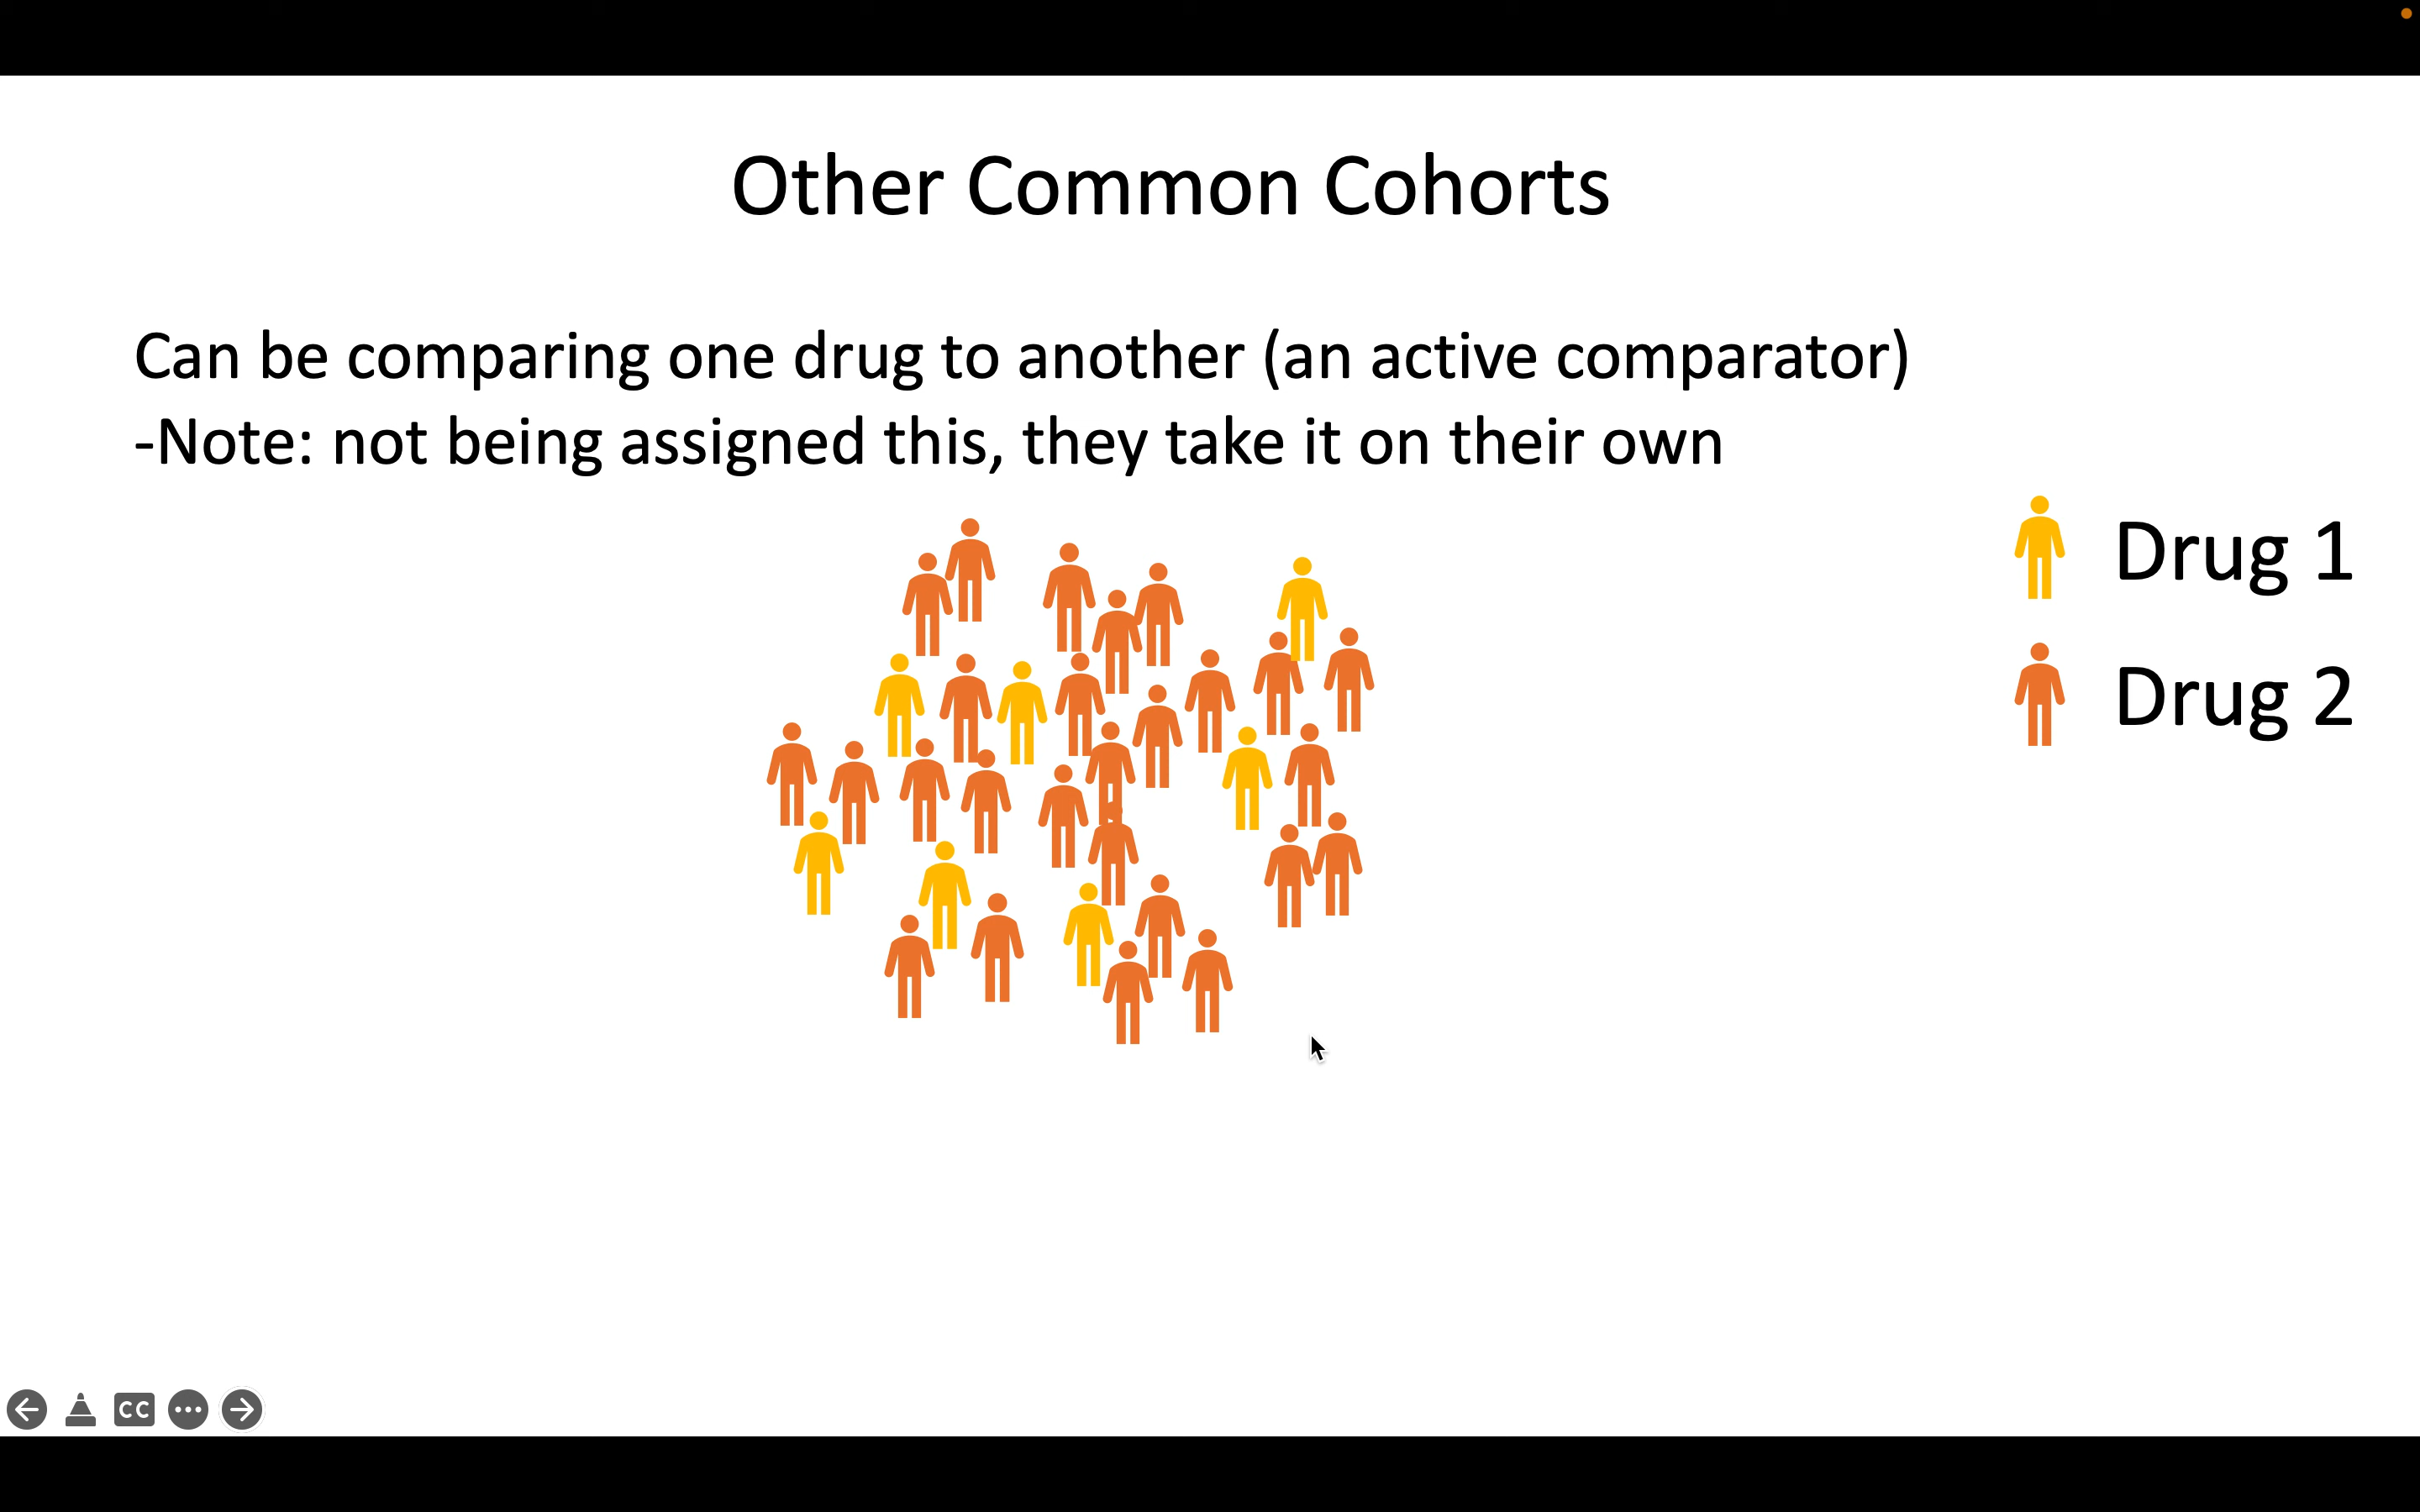 Other Common Cohorts
Can be comparing one drug to another (an active comparator)
-Note: not being assigned this, they take it on their own
Drug 1
Drug 2
CC